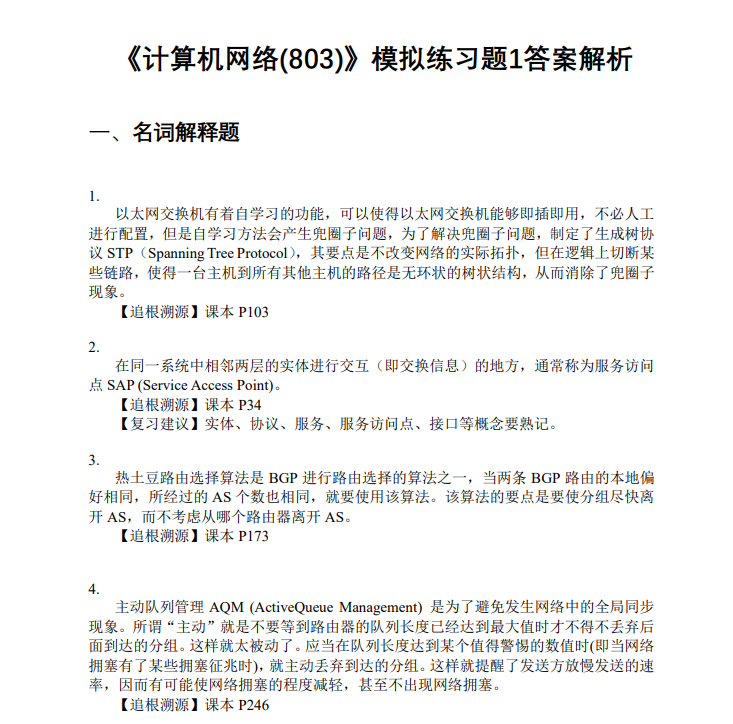 《计算机网络(803)》模拟练习题1答案解析
一、名词解释题
1.
以太网交换机有着自学习的功能，可以使得以太网交换机能够即插即用，不必人工
进行配置，但是自学习方法会产生兜圈子问题，为了解决兜圈子问题，制定了生成树协
议 STP（Spanning Tree Protocol），其要点是不改变网络的实际拓扑，但在逻辑上切断某
些链路，使得一台主机到所有其他主机的路径是无环状的树状结构，从而消除了兜圈子
现象。
【追根溯源】课本 P103
2.
在同一系统中相邻两层的实体进行交互（即交换信息）的地方，通常称为服务访问
点 SAP (Service Access Point)。
【追根溯源】课本 P34
【复习建议】实体、协议、服务、服务访问点、接口等概念要熟记。
3.
热土豆路由选择算法是 BGP 进行路由选择的算法之一，当两条 BGP 路由的本地偏
好相同，所经过的 AS 个数也相同，就要使用该算法。该算法的要点是要使分组尽快离
开 AS，而不考虑从哪个路由器离开 AS。
【追根溯源】课本 P173
4.
主动队列管理 AQM (ActiveQueue Management) 是为了避免发生网络中的全局同步
现象。所谓“主动”就是不要等到路由器的队列长度已经达到最大值时才不得不丢弃后
面到达的分组。这样就太被动了。应当在队列长度达到某个值得警惕的数值时(即当网络
拥塞有了某些拥塞征兆时)，就主动丢弃到达的分组。这样就提醒了发送方放慢发送的速
率，因而有可能使网络拥塞的程度减轻，甚至不出现网络拥塞。
【追根溯源】课本 P246